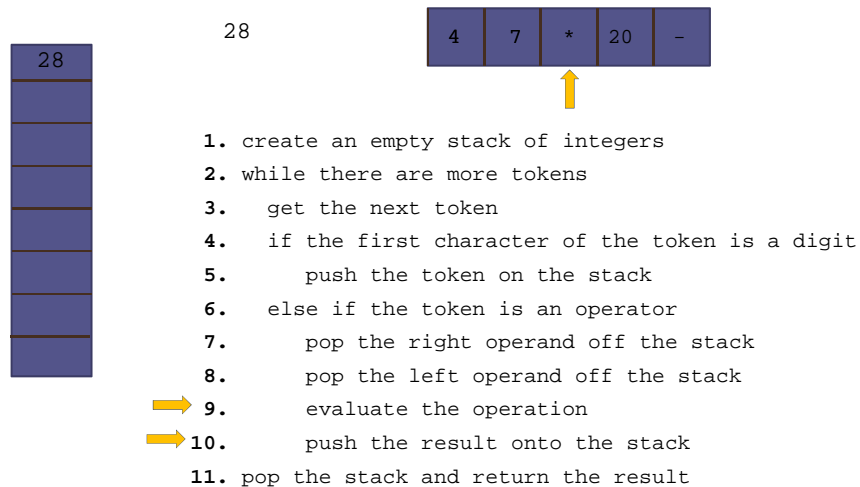 28
4 7 * 20 -
28
1. create an empty stack of integers
2. while there are more tokens
3. get the next token
4. if the first character of the token is a digit
5. push the token on the stack
6. else if the token is an operator
7. pop the right operand off the stack
8. pop the left operand off the stack
9. evaluate the operation
10. push the result onto the stack
11. pop the stack and return the result